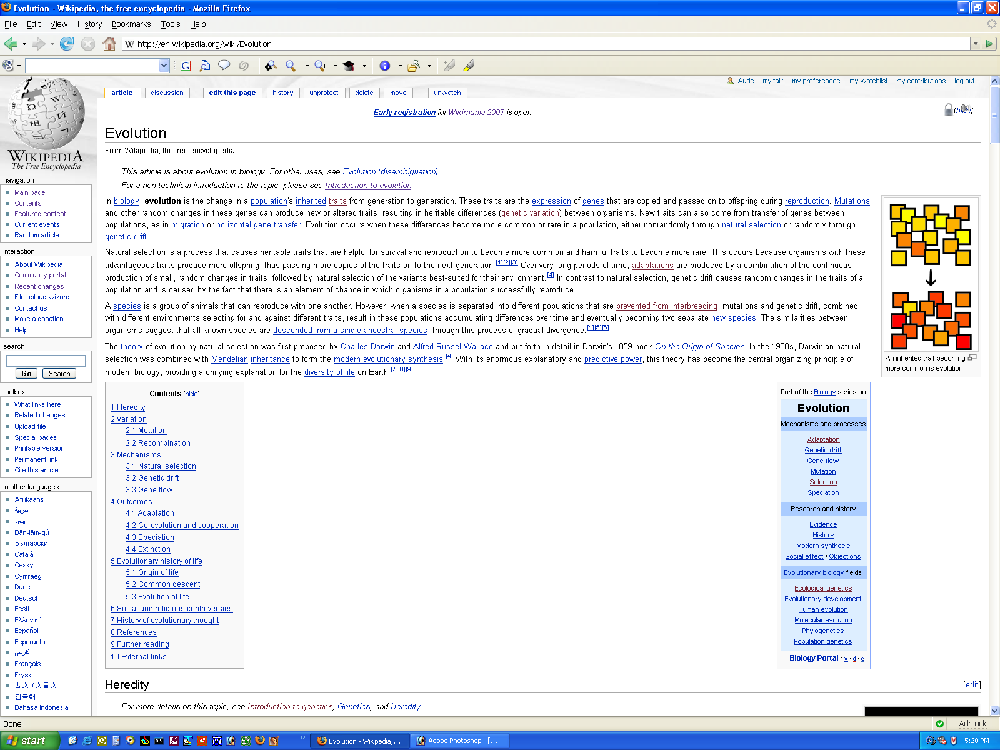 Evolution - Wikipedia, the free encyclopedia - Mozilla Firefox
File Edit View History Bookmarks Tools Help
http://en.wikipedia.org/wiki/Evolution
Aude my talk my preferences my watchlist my contributions log out
article discussion edit this page history unprotect delete move unwatch
Early registration for Wikimania 2007 is open.
[hide]
WIKIPEDIA
The Free Encyclopedia
navigation
Main page
Contents
Featured content
Current events
Random article
interaction
About Wikipedia
Community portal
Recent changes
File upload wizard
Contact us
Make a donation
Help
search
Go Search
toolbox
What links here
Related changes
Upload file
Special pages
Printable version
Permanent link
Cite this article
in other languages
Afrikaans
العربية
বাংলা
Bân-lâm-gú
Български
Català
Česky
Cymraeg
Dansk
Deutsch
Eesti
Ελληνικά
Español
Esperanto
فارسی
Français
Frysk
古文 / 文言文
한국어
Bahasa Indonesia
Evolution
From Wikipedia, the free encyclopedia
This article is about evolution in biology. For other uses, see Evolution (disambiguation).
For a non-technical introduction to the topic, please see Introduction to evolution.
In biology, evolution is the change in a population's inherited traits from generation to generation. These traits are the expression of genes that are copied and passed on to offspring during reproduction. Mutations
and other random changes in these genes can produce new or altered traits, resulting in heritable differences (genetic variation) between organisms. New traits can also come from transfer of genes between
populations, as in migration or horizontal gene transfer. Evolution occurs when these differences become more common or rare in a population, either nonrandomly through natural selection or randomly through
genetic drift.
Natural selection is a process that causes heritable traits that are helpful for survival and reproduction to become more common and harmful traits to become more rare. This occurs because organisms with these
advantageous traits produce more offspring, thus passing more copies of the traits on to the next generation.[1][2][3] Over very long periods of time, adaptations are produced by a combination of the continuous
production of small, random changes in traits, followed by natural selection of the variants best-suited for their environment.[4] In contrast to natural selection, genetic drift causes random changes in the traits of a
population and is caused by the fact that there is an element of chance in which organisms in a population successfully reproduce.
A species is a group of animals that can reproduce with one another. However, when a species is separated into different populations that are prevented from interbreeding, mutations and genetic drift, combined
with different environments selecting for and against different traits, result in these populations accumulating differences over time and eventually becoming two separate new species. The similarities between
organisms suggest that all known species are descended from a single ancestral species, through this process of gradual divergence.[1][5][6]
The theory of evolution by natural selection was first proposed by Charles Darwin and Alfred Russel Wallace and put forth in detail in Darwin's 1859 book On the Origin of Species. In the 1930s, Darwinian natural
selection was combined with Mendelian inheritance to form the modern evolutionary synthesis.[4] With its enormous explanatory and predictive power, this theory has become the central organizing principle of
modern biology, providing a unifying explanation for the diversity of life on Earth.[7][8][9]
An inherited trait becoming
more common is evolution.
Contents [hide]
1 Heredity
2 Variation
2.1 Mutation
2.2 Recombination
3 Mechanisms
3.1 Natural selection
3.2 Genetic drift
3.3 Gene flow
4 Outcomes
4.1 Adaptation
4.2 Co-evolution and cooperation
4.3 Speciation
4.4 Extinction
5 Evolutionary history of life
5.1 Origin of life
5.2 Common descent
5.3 Evolution of life
6 Social and religious controversies
7 History of evolutionary thought
8 References
9 Further reading
10 External links
Part of the Biology series on
Evolution
Mechanisms and processes
Adaptation
Genetic drift
Gene flow
Mutation
Selection
Speciation
Research and history
Evidence
History
Modern synthesis
Social effect / Objections
Evolutionary biology fields
Ecological genetics
Evolutionary development
Human evolution
Molecular evolution
Phylogenetics
Population genetics
Biology Portal · v • d • e
Heredity
[edit]
For more details on this topic, see Introduction to genetics, Genetics, and Heredity.
Done
Adblock
start
Evolution - Wikipedia,...
Adobe Photoshop - [...
5:20 PM